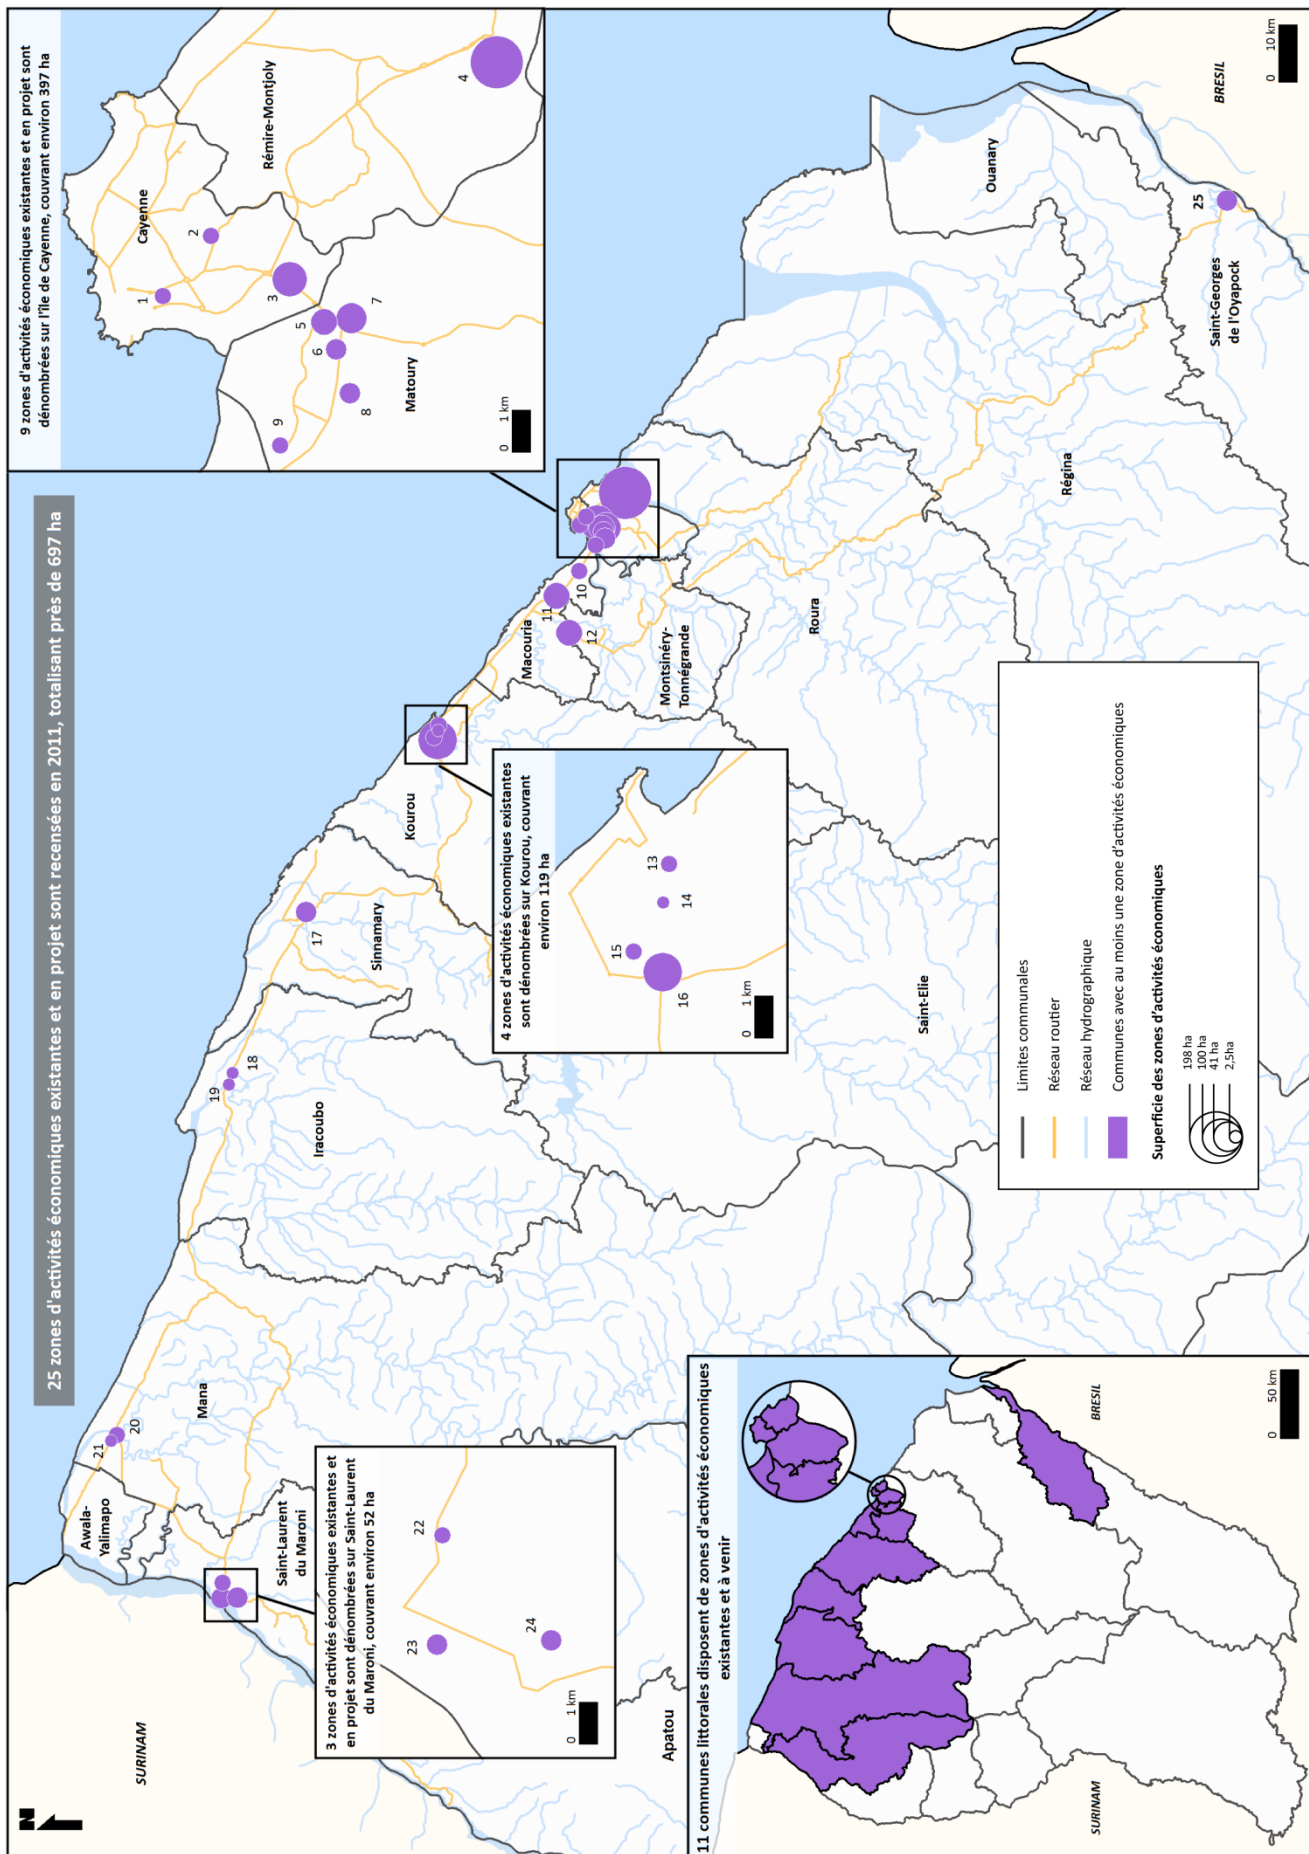 25 zones d'activités économiques existantes et en projet sont recensées en 2011, totalisant près de 697 ha
N
SURINAM
Awala-
Yalimapo
21
20
Mana
Saint-Laurent
du Maroni
Apatou
19
18
Iracoubo
17
Sinnamary
Saint-Elie
Kourou
Macouria
11
10
12
Montsinéry-
Tonnégrande
Roura
Régina
Ouanary
Saint-Georges
de l'Oyapock
25
BRESIL
0 10 km
9 zones d'activités économiques existantes et en projet sont
dénombrées sur l'île de Cayenne, couvrant environ 397 ha
Cayenne
Rémire-Montjoly
Matoury
1
2
3
4
5
6
7
8
9
0 1 km
4 zones d'activités économiques existantes
sont dénombrées sur Kourou, couvrant
environ 119 ha
13
14
15
16
0 1 km
3 zones d'activités économiques existantes et
en projet sont dénombrées sur Saint-Laurent
du Maroni, couvrant environ 52 ha
22
23
24
0 1 km
11 communes littorales disposent de zones d'activités économiques
existantes et à venir
SURINAM
BRESIL
0 50 km
Limites communales
Réseau routier
Réseau hydrographique
Communes avec au moins une zone d'activités économiques
Superficie des zones d'activités économiques
198 ha
100 ha
41 ha
2,5ha